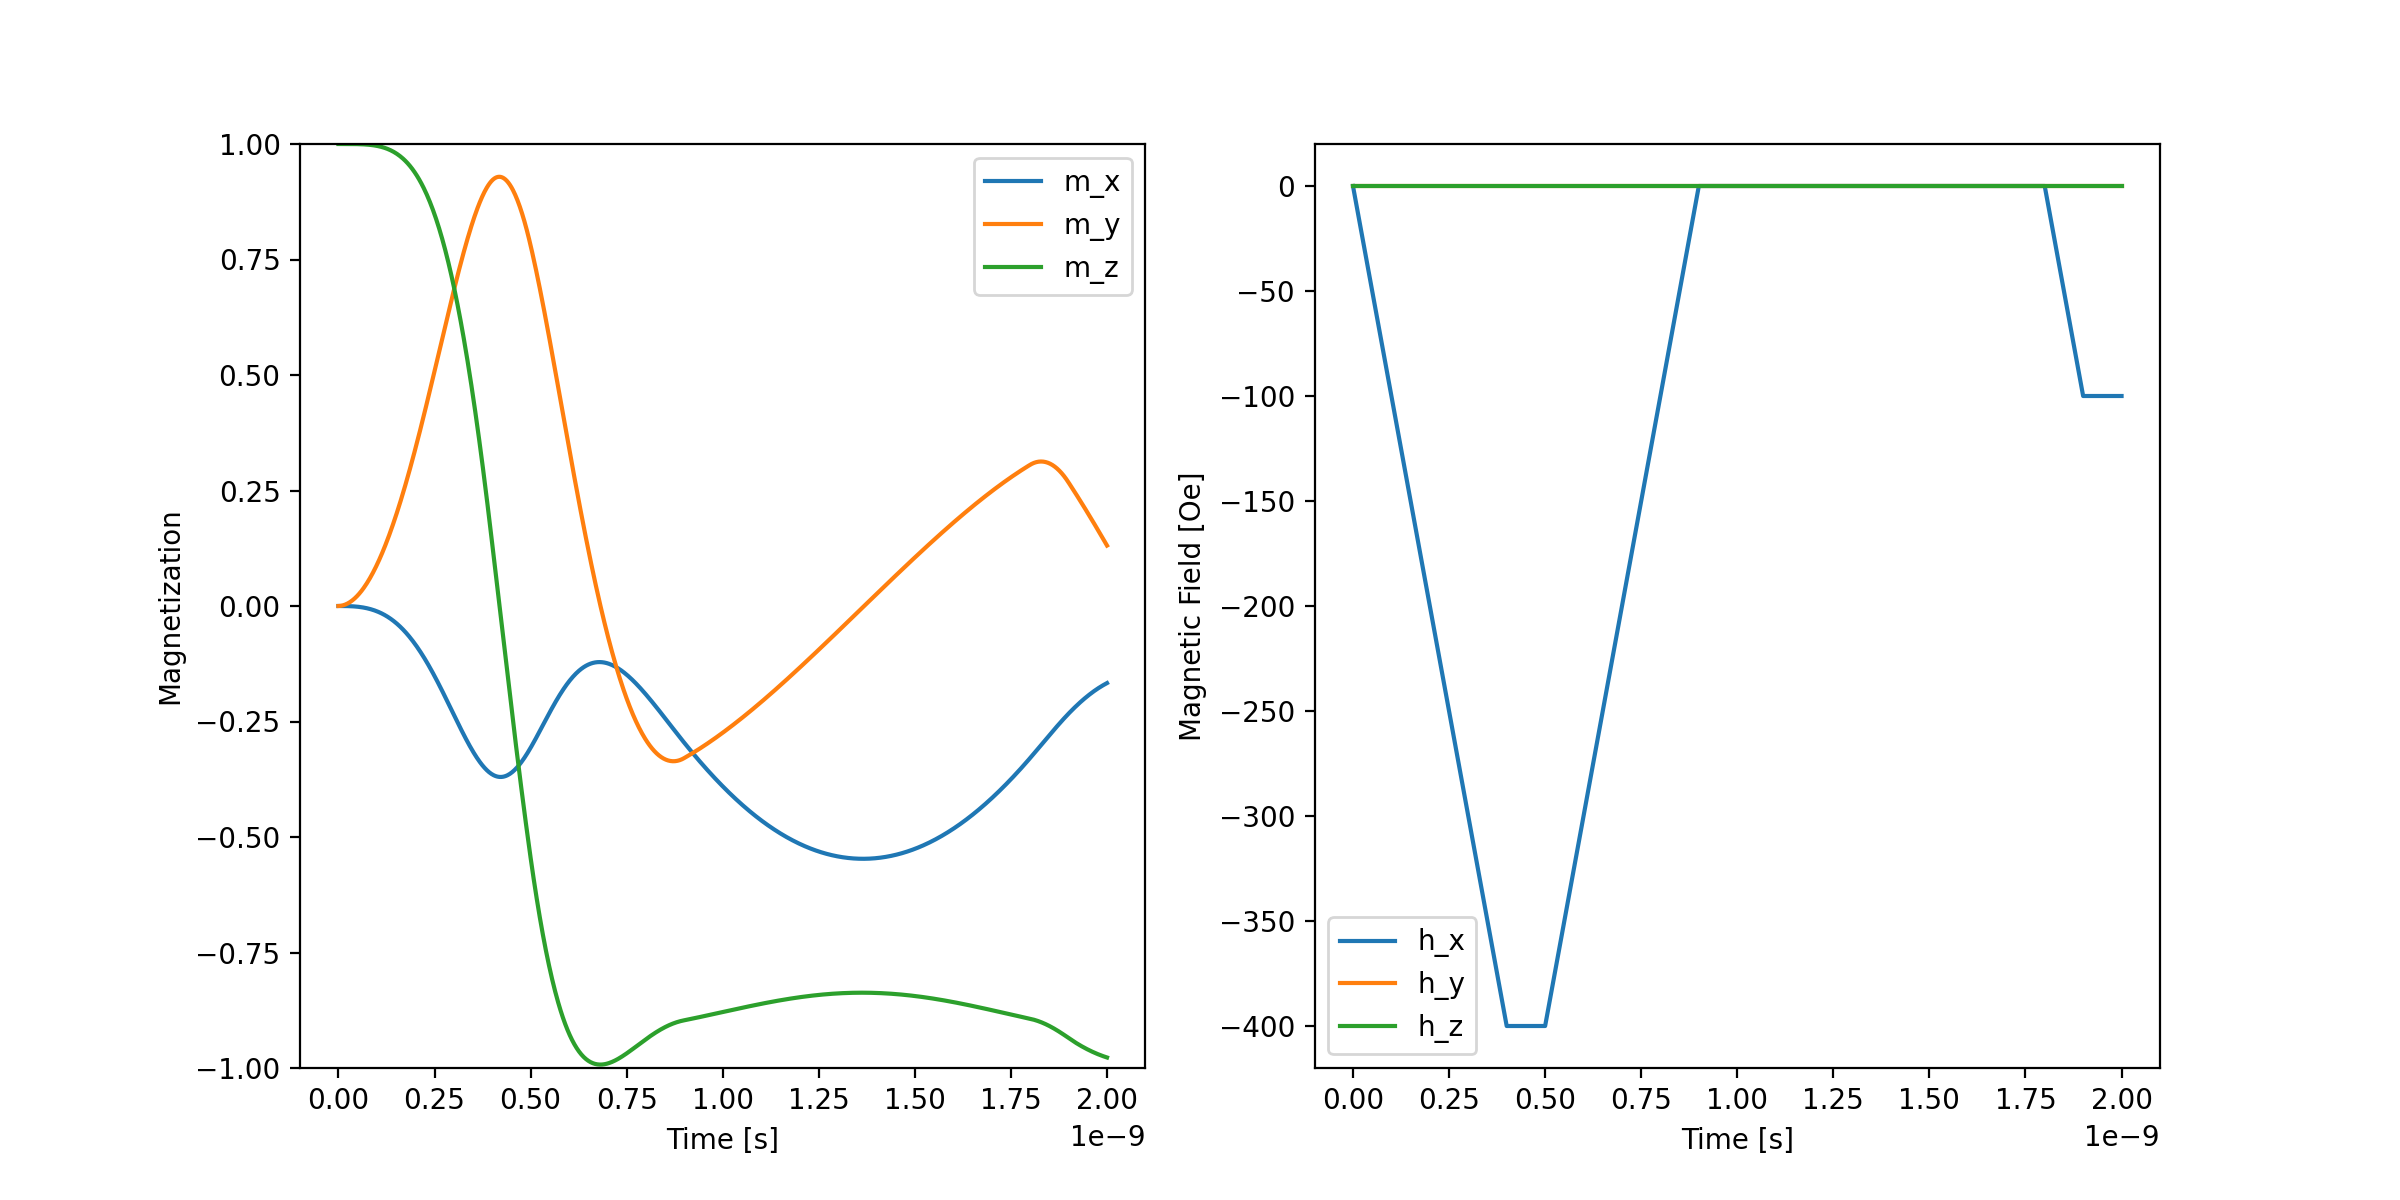 1.00
0.75
0.50
0.25
0.00
−0.25
−0.50
−0.75
−1.00
Magnetization
m_x
m_y
m_z
0.00 0.25 0.50 0.75 1.00 1.25 1.50 1.75 2.00
Time [s]
1e−9
0
−50
−100
−150
−200
−250
−300
−350
−400
Magnetic Field [Oe]
h_x
h_y
h_z
0.00 0.25 0.50 0.75 1.00 1.25 1.50 1.75 2.00
Time [s]
1e−9